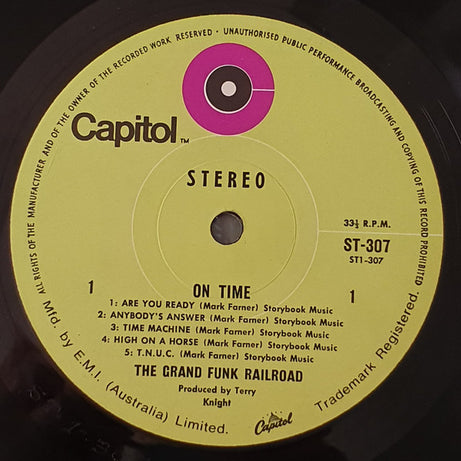 ALL RIGHTS OF THE MANUFACTURER AND OF THE OWNER OF THE RECORDED WORK RESERVED · UNAUTHORISED PUBLIC PERFORMANCE BROADCASTING AND COPYING OF THIS RECORD PROHIBITED
Capitol TM
STEREO
33⅓ R.P.M.
ST-307
ST1-307
1 ON TIME 1
1: ARE YOU READY (Mark Farner) Storybook Music
2: ANYBODY'S ANSWER (Mark Farner) Storybook Music
3: TIME MACHINE (Mark Farner) Storybook Music
4: HIGH ON A HORSE (Mark Farner) Storybook Music
5: T.N.U.C. (Mark Farner) Storybook Music
THE GRAND FUNK RAILROAD
Produced by Terry
Knight
Capitol
Mfd. by E.M.I. (Australia) Limited.
Trademark Registered.